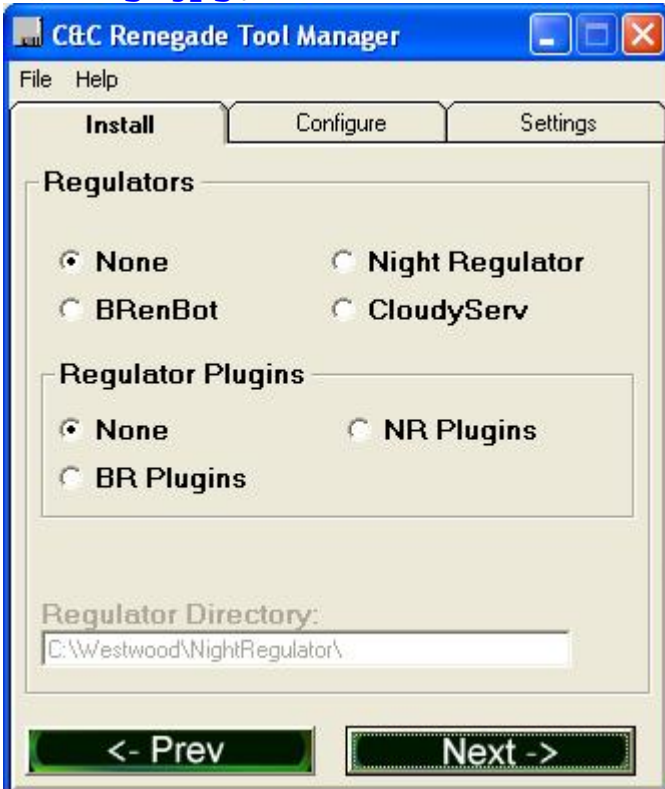 C&C Renegade Tool Manager
File Help
Install Configure Settings
Regulators
None Night Regulator
BRenBot CloudyServ
Regulator Plugins
None NR Plugins
BR Plugins
Regulator Directory:
C:\Westwood\NightRegulator\
<- Prev Next ->